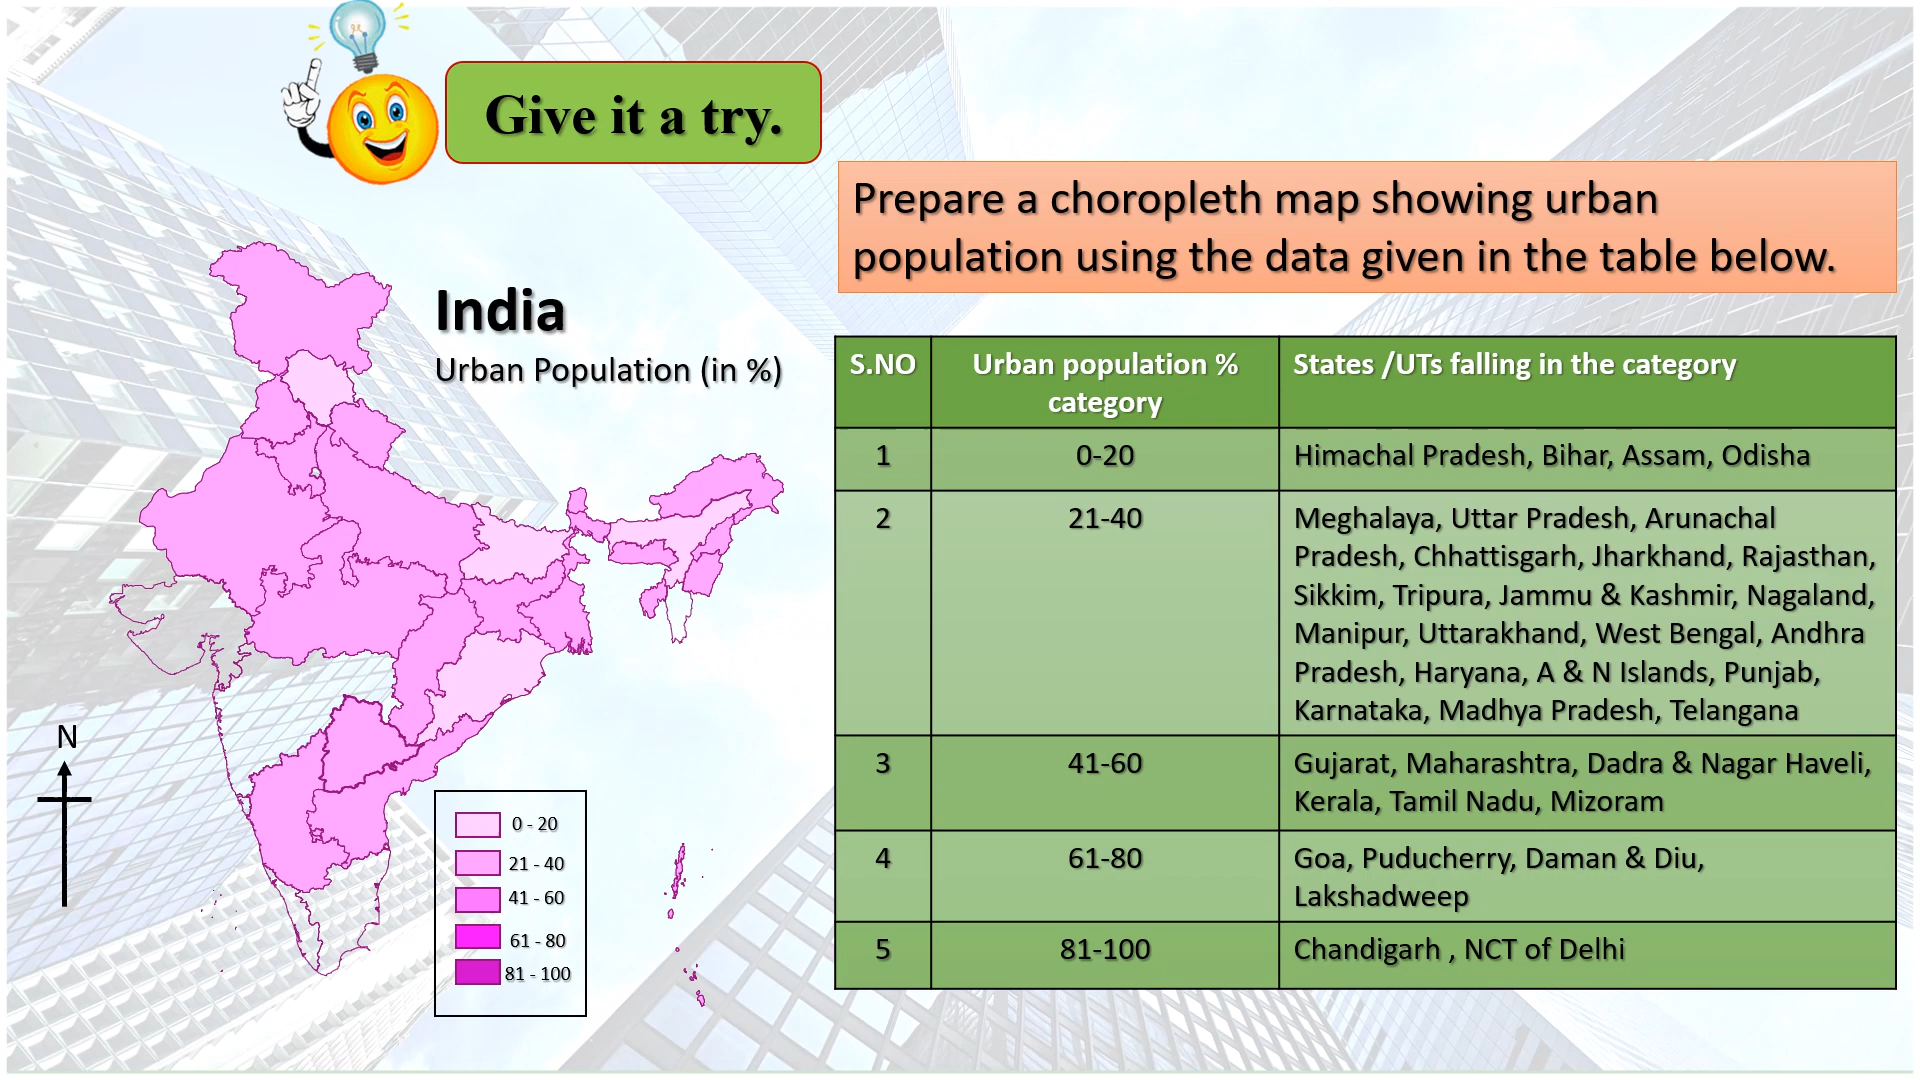 Give it a try.
Prepare a choropleth map showing urban
population using the data given in the table below.
India
Urban Population (in %)
N
0 - 20
21 - 40
41 - 60
61 - 80
81 - 100
S.NO
Urban population %
category
States /UTs falling in the category
1
0-20
Himachal Pradesh, Bihar, Assam, Odisha
2
21-40
Meghalaya, Uttar Pradesh, Arunachal
Pradesh, Chhattisgarh, Jharkhand, Rajasthan,
Sikkim, Tripura, Jammu & Kashmir, Nagaland,
Manipur, Uttarakhand, West Bengal, Andhra
Pradesh, Haryana, A & N Islands, Punjab,
Karnataka, Madhya Pradesh, Telangana
3
41-60
Gujarat, Maharashtra, Dadra & Nagar Haveli,
Kerala, Tamil Nadu, Mizoram
4
61-80
Goa, Puducherry, Daman & Diu,
Lakshadweep
5
81-100
Chandigarh , NCT of Delhi